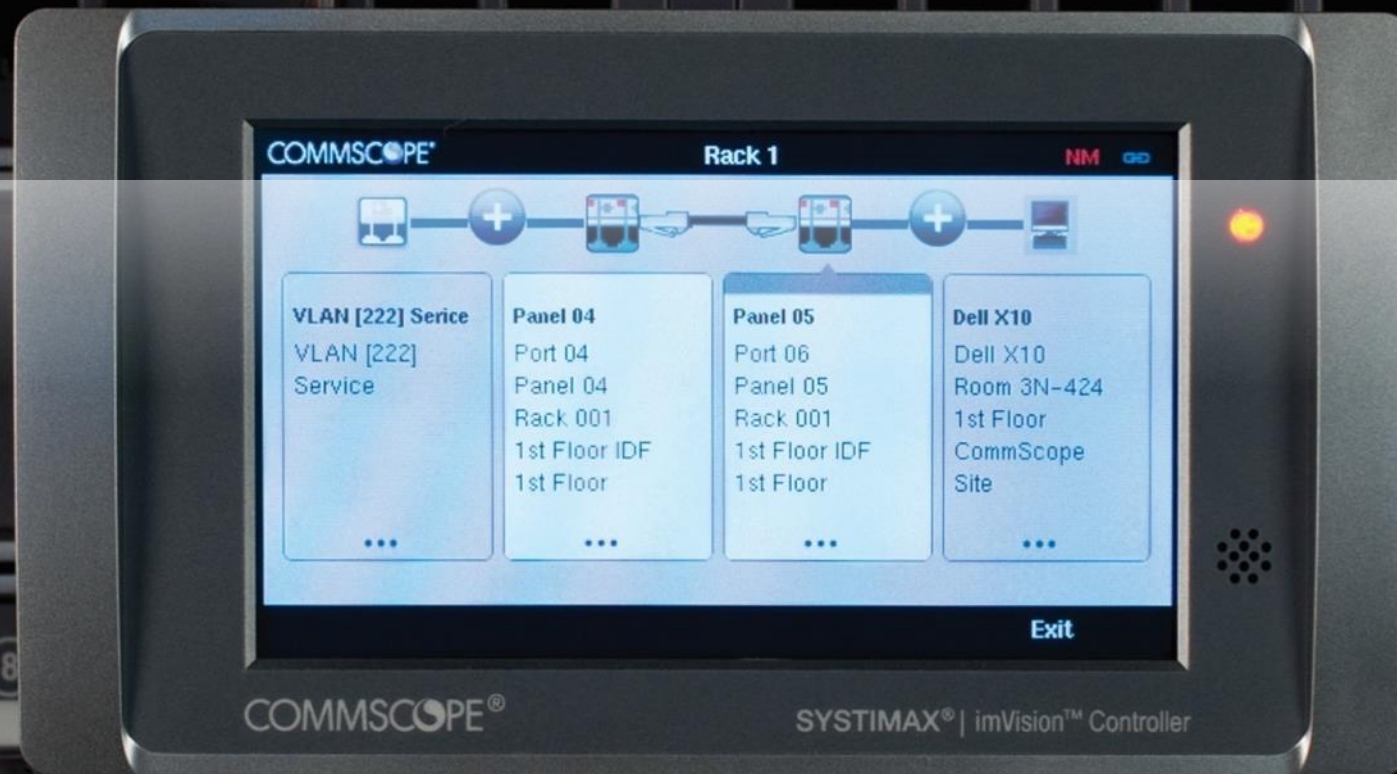 COMMSCOPE®
Rack 1
NM
VLAN [222] Serice
VLAN [222]
Service
Panel 04
Port 04
Panel 04
Rack 001
1st Floor IDF
1st Floor
Panel 05
Port 06
Panel 05
Rack 001
1st Floor IDF
1st Floor
Dell X10
Dell X10
Room 3N-424
1st Floor
CommScope
Site
Exit
8
COMMSCOPE®
SYSTIMAX® | imVision™ Controller